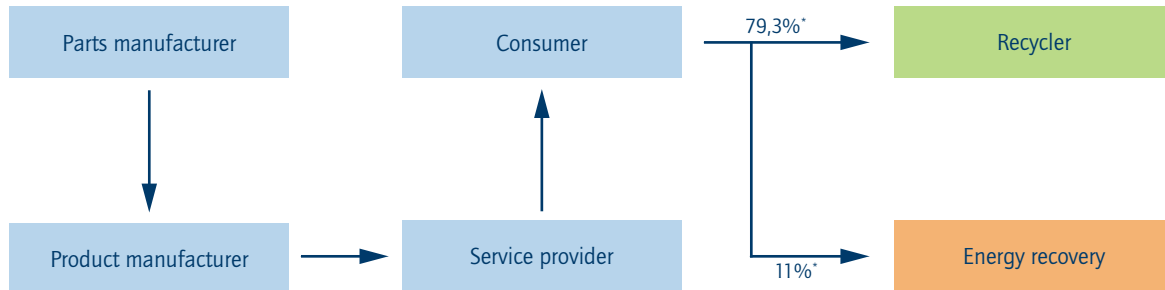 Parts manufacturer
Consumer
79,3%*
Recycler
Product manufacturer
Service provider
11%*
Energy recovery